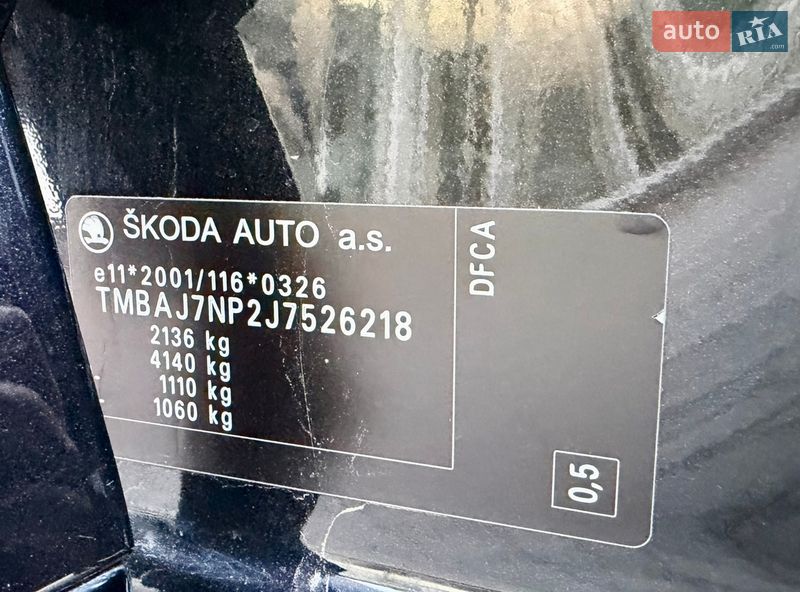 auto RIA .com
ŠKODA AUTO a.s.
e11*2001/116*0326
TMBAJ7NP2J7526218
2136 kg
4140 kg
1110 kg
1060 kg
DFCA
0,5